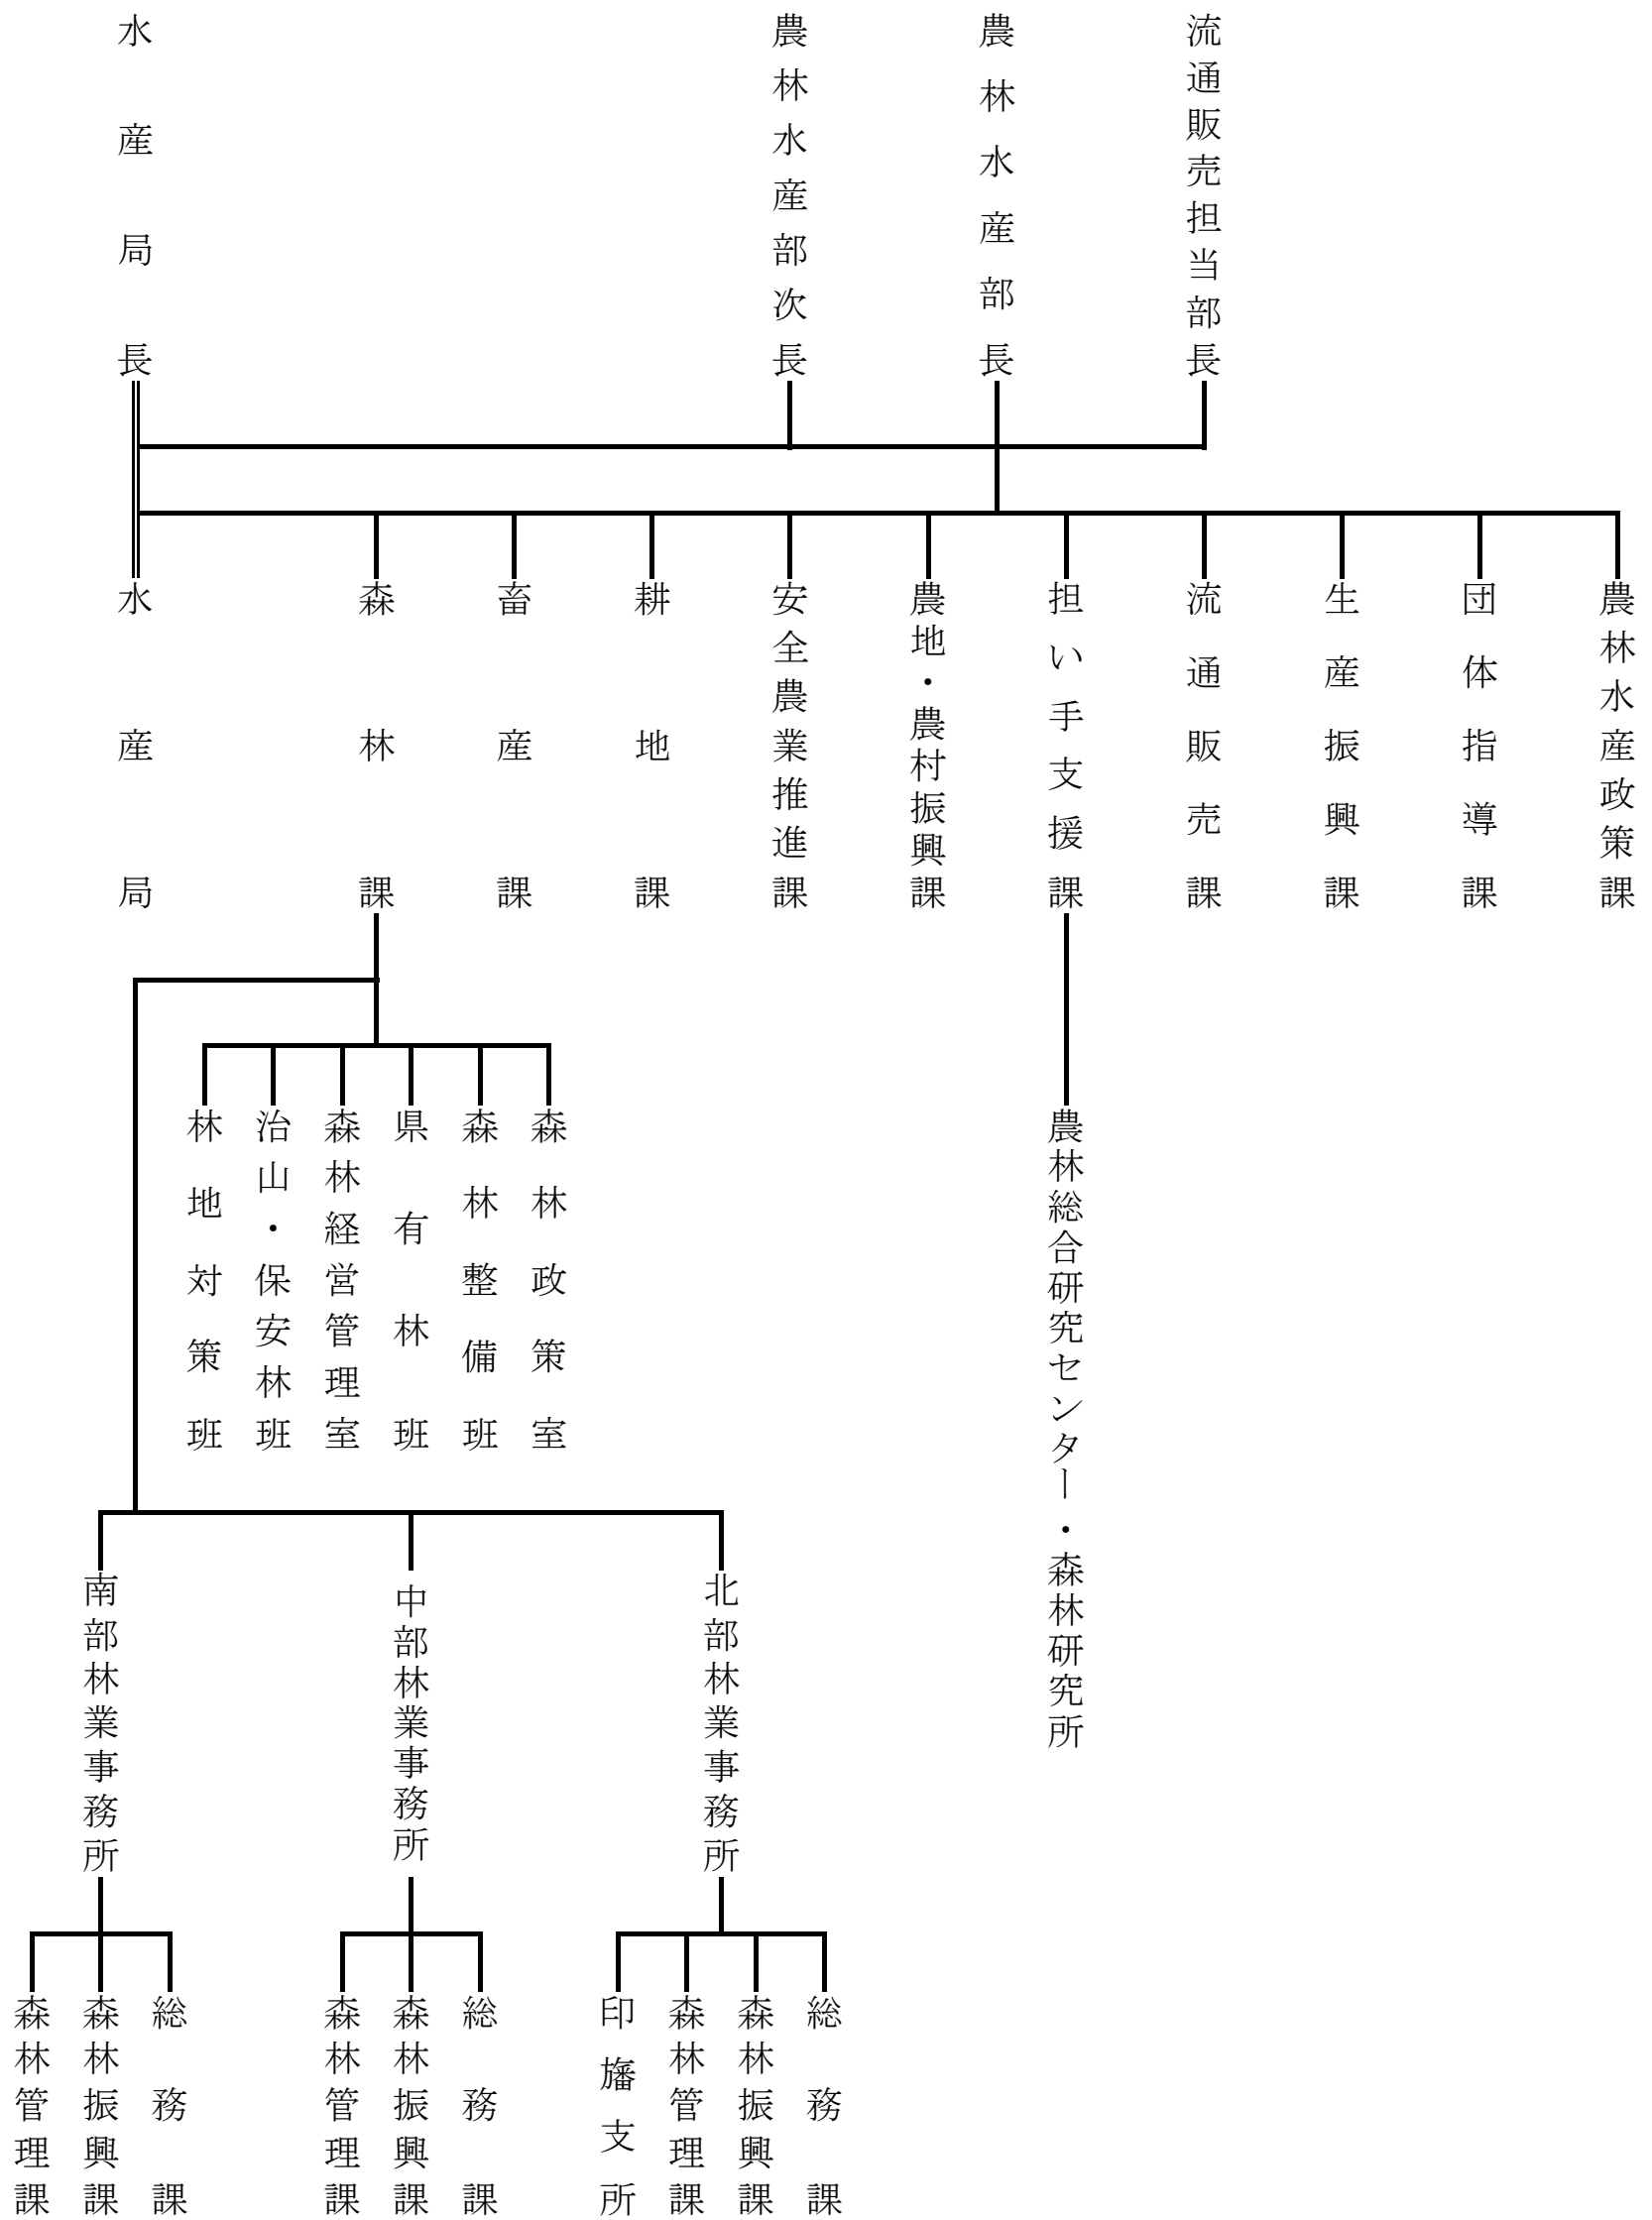 流通販売担当部長
農林水産部長
農林水産部次長
水産局長
農林水産政策課
団体指導課
生産振興課
流通販売課
担い手支援課
農地・農村振興課
安全農業推進課
耕地課
畜産課
森林課
水産局
農林総合研究センター・森林研究所
森林政策室
森林整備班
県有林班
森林経営管理室
治山・保安林班
林地対策班
北部林業事務所
中部林業事務所
南部林業事務所
総務課
森林振興課
森林管理課
印旛支所
総務課
森林振興課
森林管理課
総務課
森林振興課
森林管理課